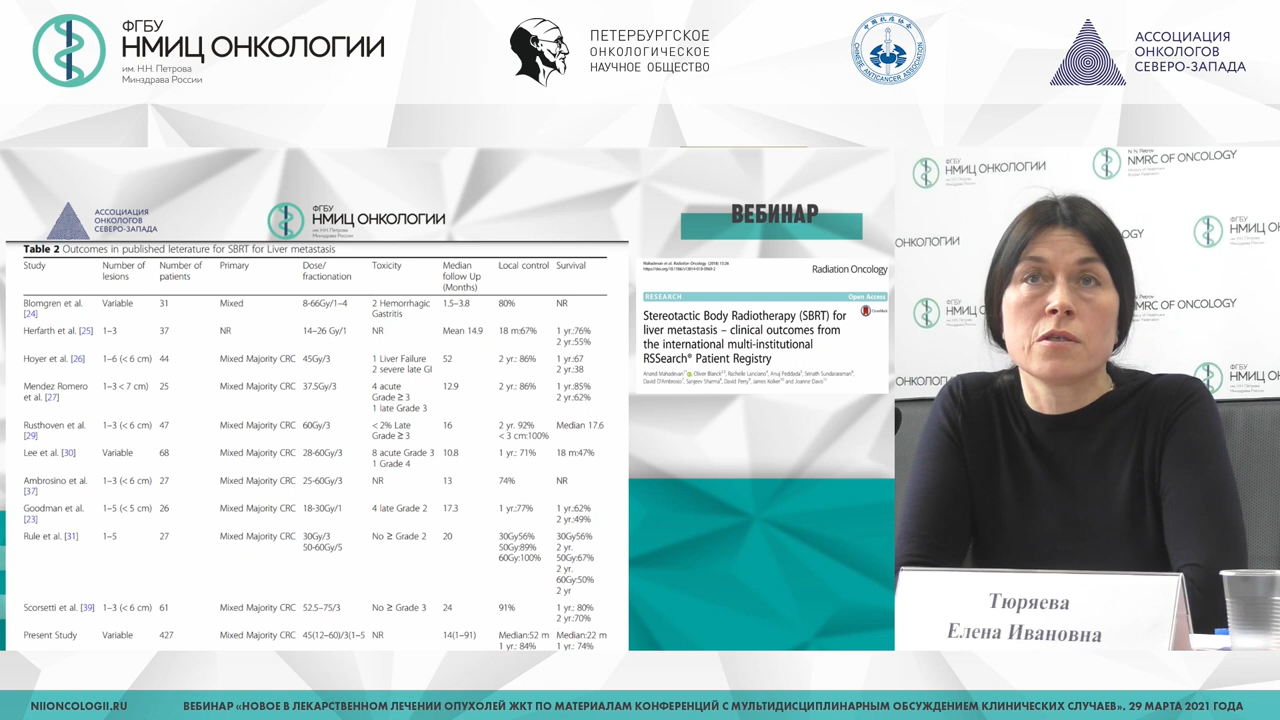 ФГБУ
НМИЦ ОНКОЛОГИИ
им. Н.Н. Петрова
Минздрава России
ПЕТЕРБУРГСКОЕ
ОНКОЛОГИЧЕСКОЕ
НАУЧНОЕ ОБЩЕСТВО
CHINESE ANTICANCER ASSOCIATION
АССОЦИАЦИЯ
ОНКОЛОГОВ
СЕВЕРО-ЗАПАДА
АССОЦИАЦИЯ
ОНКОЛОГОВ
СЕВЕРО-ЗАПАДА
ФГБУ
НМИЦ ОНКОЛОГИИ
им. Н.Н. Петрова
Минздрава России
Table 2 Outcomes in published leterature for SBRT for Liver metastasis
Study Number of lesions Number of patients Primary Dose/ fractionation Toxicity Median follow Up (Months) Local control Survival
Blomgren et al. [24] Variable 31 Mixed 8-66Gy/1–4 2 Hemorrhagic Gastritis 1.5–3.8 80% NR
Herfarth et al. [25] 1–3 37 NR 14–26 Gy/1 NR Mean 14.9 18 m:67% 1 yr.:76% 2 yr.:55%
Hoyer et al. [26] 1–6 (< 6 cm) 44 Mixed Majority CRC 45Gy/3 1 Liver Failure 2 severe late GI 52 2 yr.: 86% 1 yr.:67 2 yr.:38
Mendez Romero et al. [27] 1–3 < 7 cm) 25 Mixed Majority CRC 37.5Gy/3 4 acute Grade ≥ 3 1 late Grade 3 12.9 2 yr.: 86% 1 yr.:85% 2 yr.:62%
Rusthoven et al. [29] 1–3 (< 6 cm) 47 Mixed Majority CRC 60Gy/3 < 2% Late Grade ≥ 3 16 2 yr. 92% < 3 cm:100% Median 17.6
Lee et al. [30] Variable 68 Mixed Majority CRC 28-60Gy/3 8 acute Grade 3 1 Grade 4 10.8 1 yr.: 71% 18 m:47%
Ambrosino et al. [37] 1–3 (< 6 cm) 27 Mixed Majority CRC 25-60Gy/3 NR 13 74% NR
Goodman et al. [23] 1–5 (< 5 cm) 26 Mixed Majority CRC 18-30Gy/1 4 late Grade 2 17.3 1 yr.:77% 1 yr.:62% 2 yr.:49%
Rule et al. [31] 1–5 27 Mixed Majority CRC 30Gy/3 50-60Gy/5 No ≥ Grade 2 20 30Gy56% 50Gy:89% 60Gy:100% 30Gy56% 2 yr. 50Gy:67% 2 yr. 60Gy:50% 2 yr
Scorsetti et al. [39] 1–3 (< 6 cm) 61 Mixed Majority CRC 52.5–75/3 No ≥ Grade 3 24 91% 1 yr.: 80% 2 yr.:70%
Present Study Variable 427 Mixed Majority CRC 45(12–60)/3(1–5 NR 14(1–91) Median:52 m 1 yr.: 84% Median:22 m 1 yr.: 74%
ВЕБИНАР
Radiation Oncology
RESEARCH Open Access
Stereotactic Body Radiotherapy (SBRT) for
liver metastasis – clinical outcomes from
the international multi-institutional
RSSearch® Patient Registry
ФГБУ
НМИЦ ОНКОЛОГИИ
N. N. Petrov
NMRC OF ONCOLOGY
ОНКОЛОГИИ
Тюряева
Елена Ивановна
NIIONCOLOGII.RU
ВЕБИНАР «НОВОЕ В ЛЕКАРСТВЕННОМ ЛЕЧЕНИИ ОПУХОЛЕЙ ЖКТ ПО МАТЕРИАЛАМ КОНФЕРЕНЦИЙ С МУЛЬТИДИСЦИПЛИНАРНЫМ ОБСУЖДЕНИЕМ КЛИНИЧЕСКИХ СЛУЧАЕВ». 29 МАРТА 2021 ГОДА